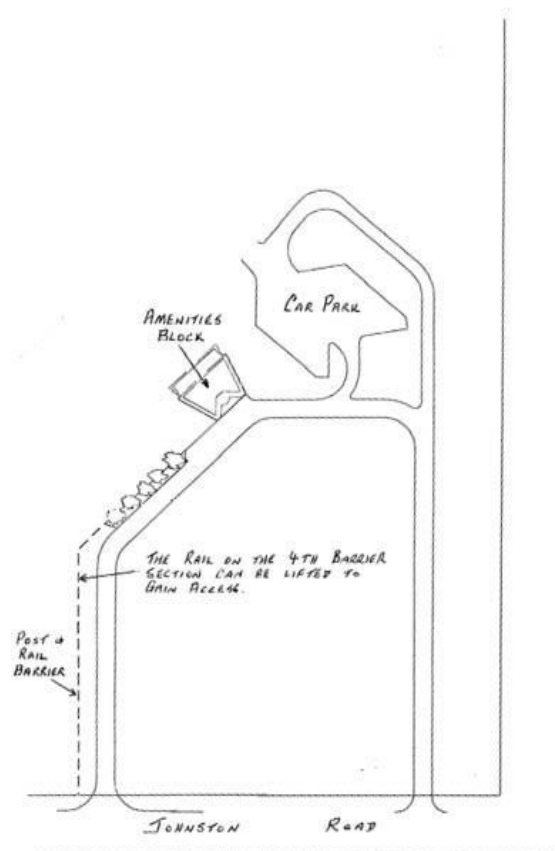 CAR PARK
AMENITIES
BLOCK
THE RAIL ON THE 4TH BARRIER
SECTION CAN BE LIFTED TO
GAIN ACCESS.
POST &
RAIL
BARRIER
JOHNSTON ROAD